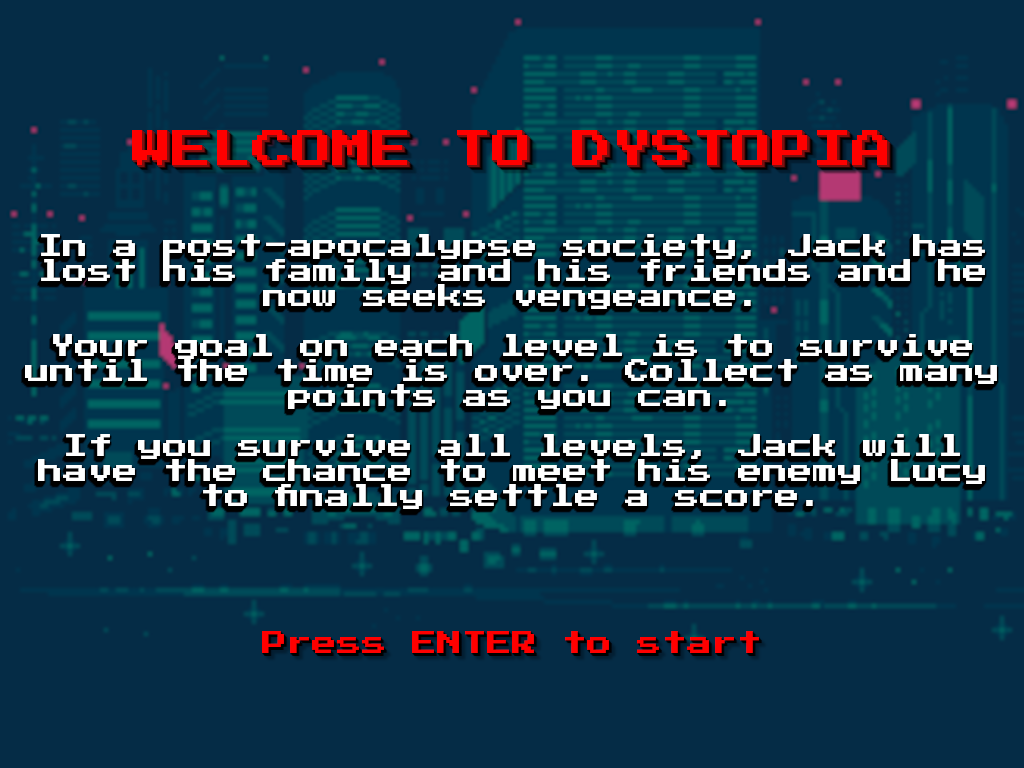 WELCOME TO DYSTOPIA
In a post-apocalypse society, Jack has
lost his family and his friends and he
now seeks vengeance.
Your goal on each level is to survive
until the time is over. Collect as many
points as you can.
If you survive all levels, Jack will
have the chance to meet his enemy Lucy
to finally settle a score.
Press ENTER to start